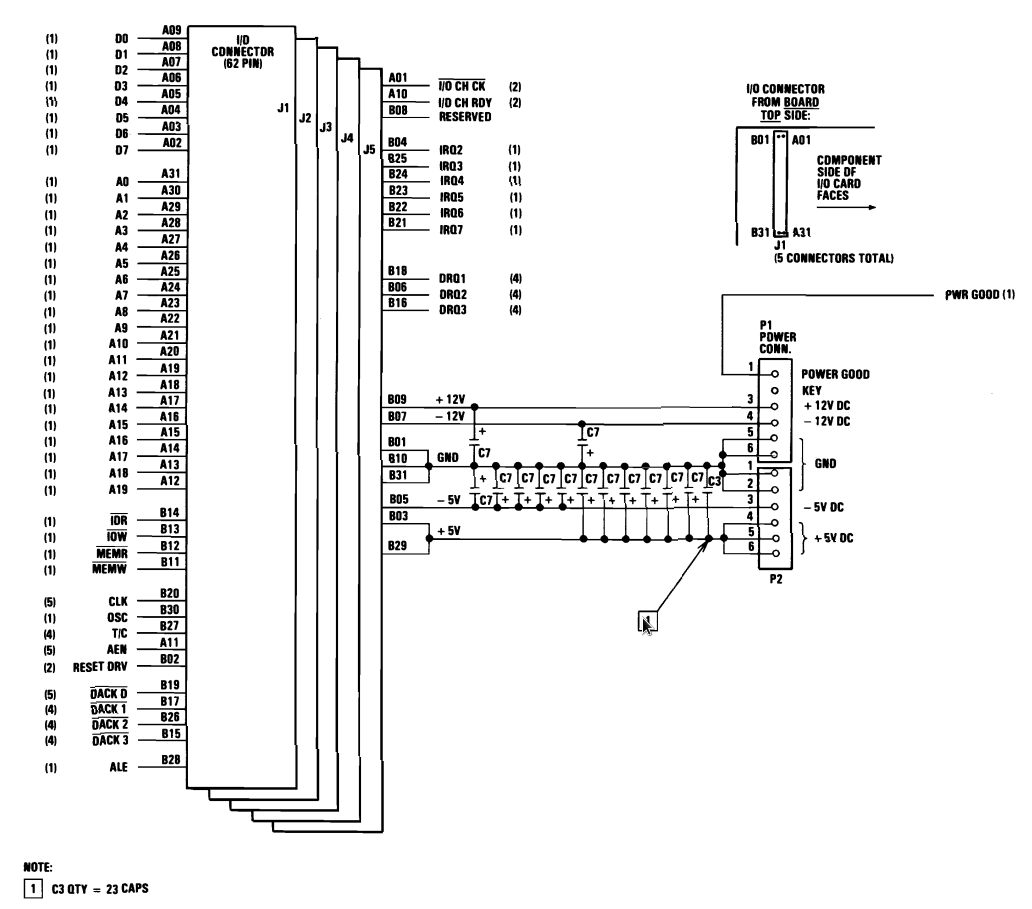 I/O
CONNECTOR
(62 PIN)
J1
J2
J3
J4
J5
(1) D0 A09
(1) D1 A08
(1) D2 A07
(1) D3 A06
(1) D4 A05
(1) D5 A04
(1) D6 A03
(1) D7 A02
(1) A0 A31
(1) A1 A30
(1) A2 A29
(1) A3 A28
(1) A4 A27
(1) A5 A26
(1) A6 A25
(1) A7 A24
(1) A8 A23
(1) A9 A22
(1) A10 A21
(1) A11 A20
(1) A12 A19
(1) A13 A18
(1) A14 A17
(1) A15 A16
(1) A16 A15
(1) A17 A14
(1) A18 A13
(1) A19 A12
(1) IOR B14
(1) IOW B13
(1) MEMR B12
(1) MEMW B11
(5) CLK B20
(1) OSC B30
(4) T/C B27
(5) AEN A11
(2) RESET DRV B02
(5) DACK 0 B19
(4) DACK 1 B17
(4) DACK 2 B26
(4) DACK 3 B15
(1) ALE B28
A01 I/O CH CK (2)
A10 I/O CH RDY (2)
B08 RESERVED
B04 IRQ2 (1)
B25 IRQ3 (1)
B24 IRQ4 (1)
B23 IRQ5 (1)
B22 IRQ6 (1)
B21 IRQ7 (1)
B18 DRQ1 (4)
B06 DRQ2 (4)
B16 DRQ3 (4)
B09 + 12V
B07 - 12V
B01
B10 GND
B31
B05 - 5V
B03
+ 5V
B29
+ C7
C7 +
C7 C7 C7 C7 C7 C7 C7 C7 C7 C3
+ C7 + + + + + + + + +
I/O CONNECTOR
FROM BOARD
TOP SIDE:
B01 A01
COMPONENT
SIDE OF
I/O CARD
FACES
B31 A31
J1
(5 CONNECTORS TOTAL)
PWR GOOD (1)
P1
POWER
CONN.
1 POWER GOOD
KEY
3 + 12V DC
4 - 12V DC
5
6
GND
1
2
3 - 5V DC
4
5 + 5V DC
6
P2
1
NOTE:
1 C3 QTY = 23 CAPS